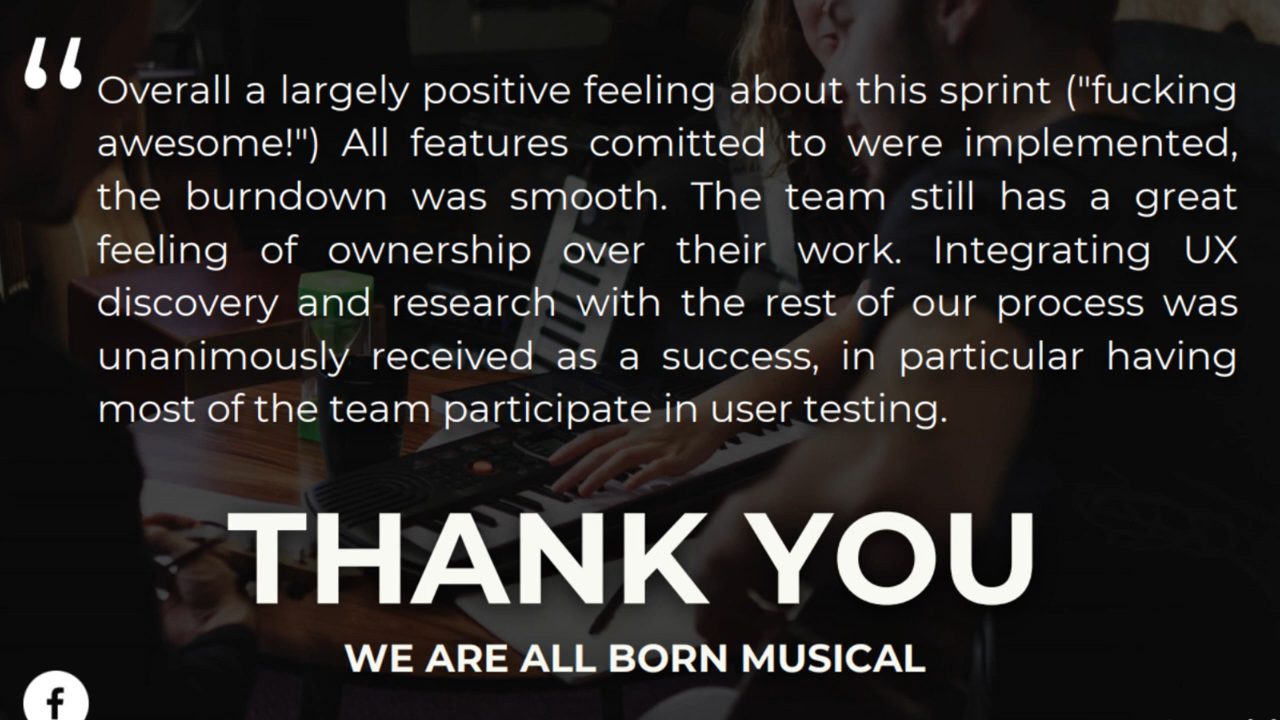 “
Overall a largely positive feeling about this sprint ("fucking
awesome!") All features comitted to were implemented,
the burndown was smooth. The team still has a great
feeling of ownership over their work. Integrating UX
discovery and research with the rest of our process was
unanimously received as a success, in particular having
most of the team participate in user testing.
THANK YOU
WE ARE ALL BORN MUSICAL
f